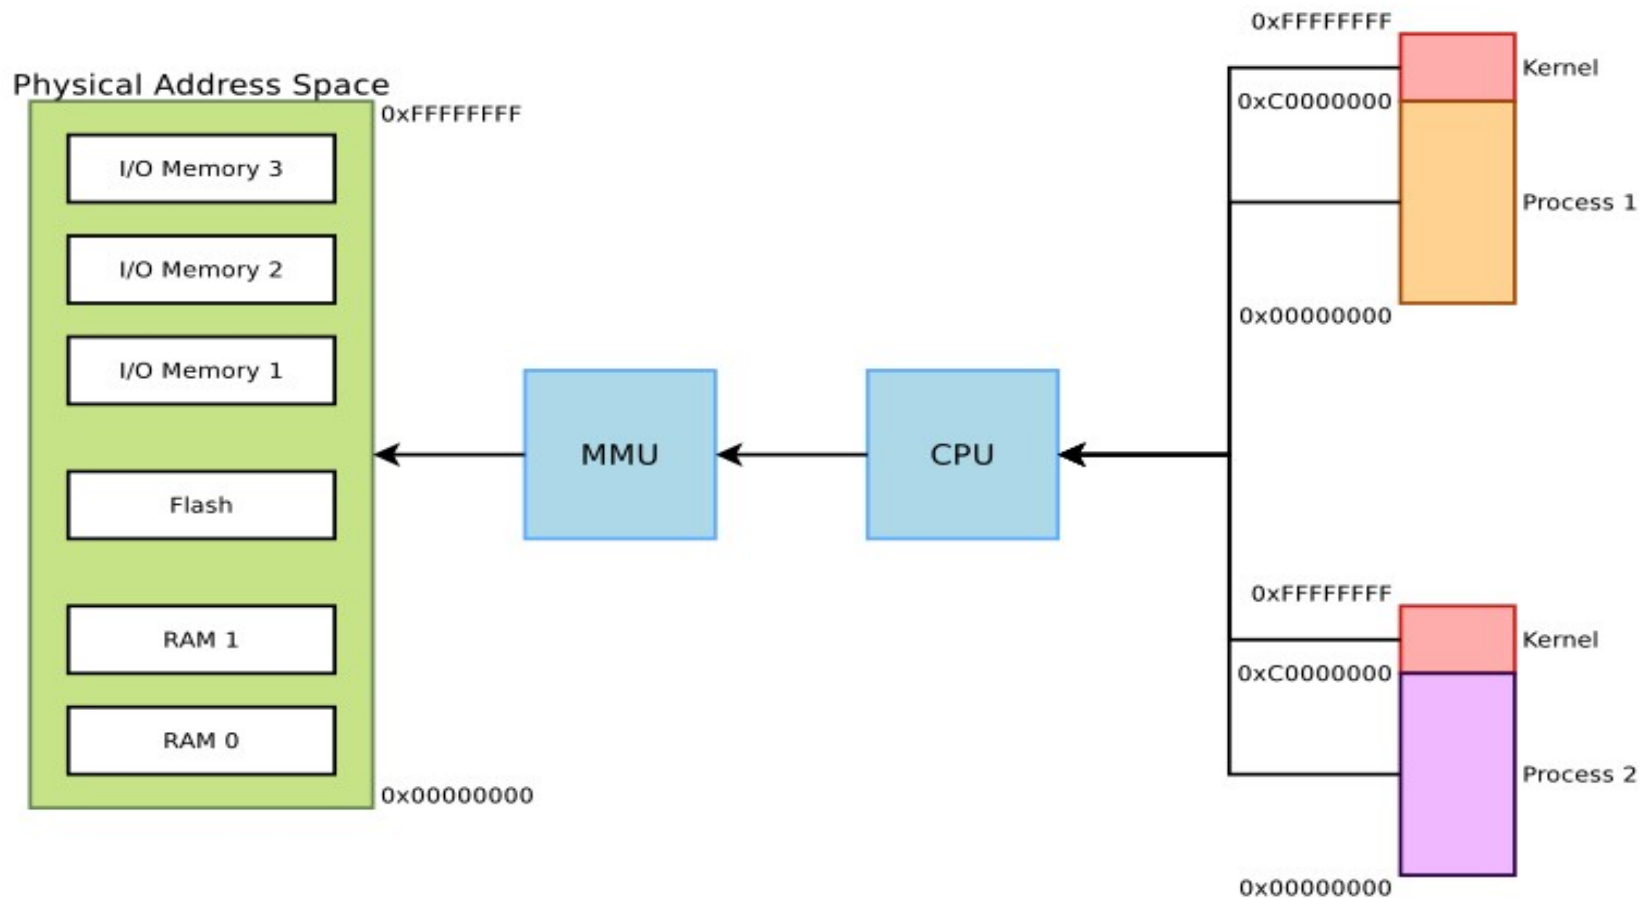 Physical Address Space
0xFFFFFFFF
I/O Memory 3
I/O Memory 2
I/O Memory 1
Flash
RAM 1
RAM 0
0x00000000
MMU
CPU
0xFFFFFFFF
Kernel
0xC0000000
Process 1
0x00000000
0xFFFFFFFF
Kernel
0xC0000000
Process 2
0x00000000